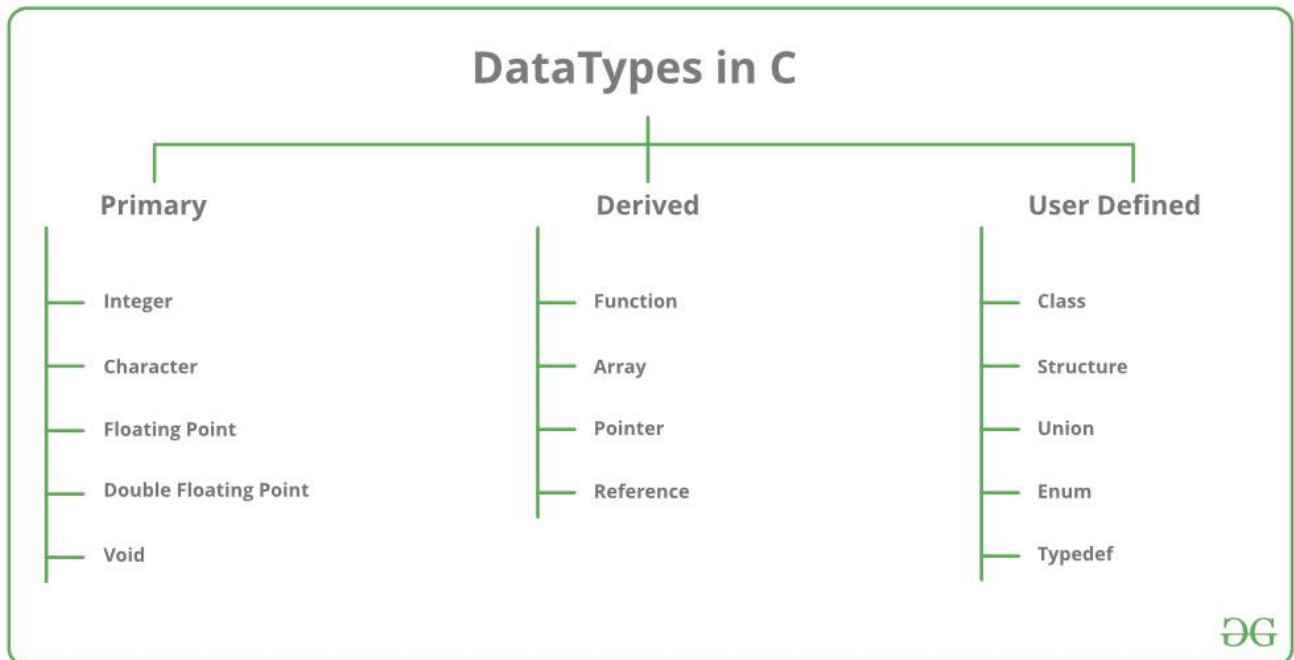 DataTypes in C
Primary
Integer
Character
Floating Point
Double Floating Point
Void
Derived
Function
Array
Pointer
Reference
User Defined
Class
Structure
Union
Enum
Typedef